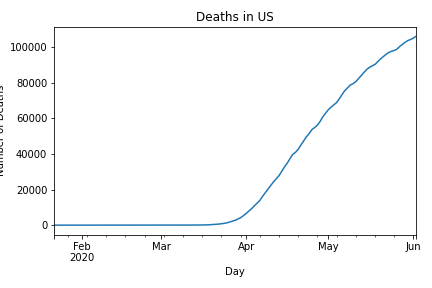 Deaths in US
Number of Deaths
100000
80000
60000
40000
20000
0
Feb
2020
Mar
Apr
May
Jun
Day